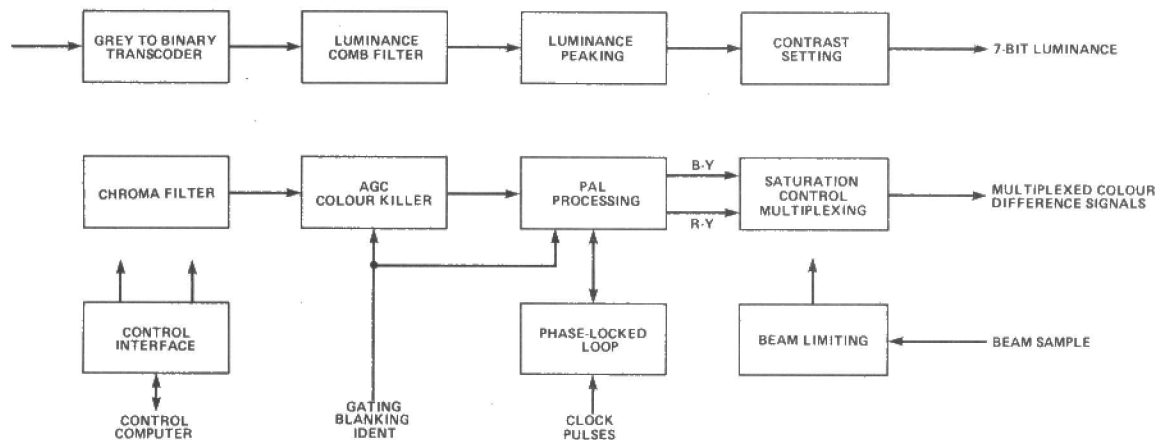 GREY TO BINARY
TRANSCODER
LUMINANCE
COMB FILTER
LUMINANCE
PEAKING
CONTRAST
SETTING
7-BIT LUMINANCE
CHROMA FILTER
AGC
COLOUR KILLER
PAL
PROCESSING
B-Y
R-Y
SATURATION
CONTROL
MULTIPLEXING
MULTIPLEXED COLOUR
DIFFERENCE SIGNALS
CONTROL
INTERFACE
PHASE-LOCKED
LOOP
BEAM LIMITING
BEAM SAMPLE
CONTROL
COMPUTER
GATING
BLANKING
IDENT
CLOCK
PULSES